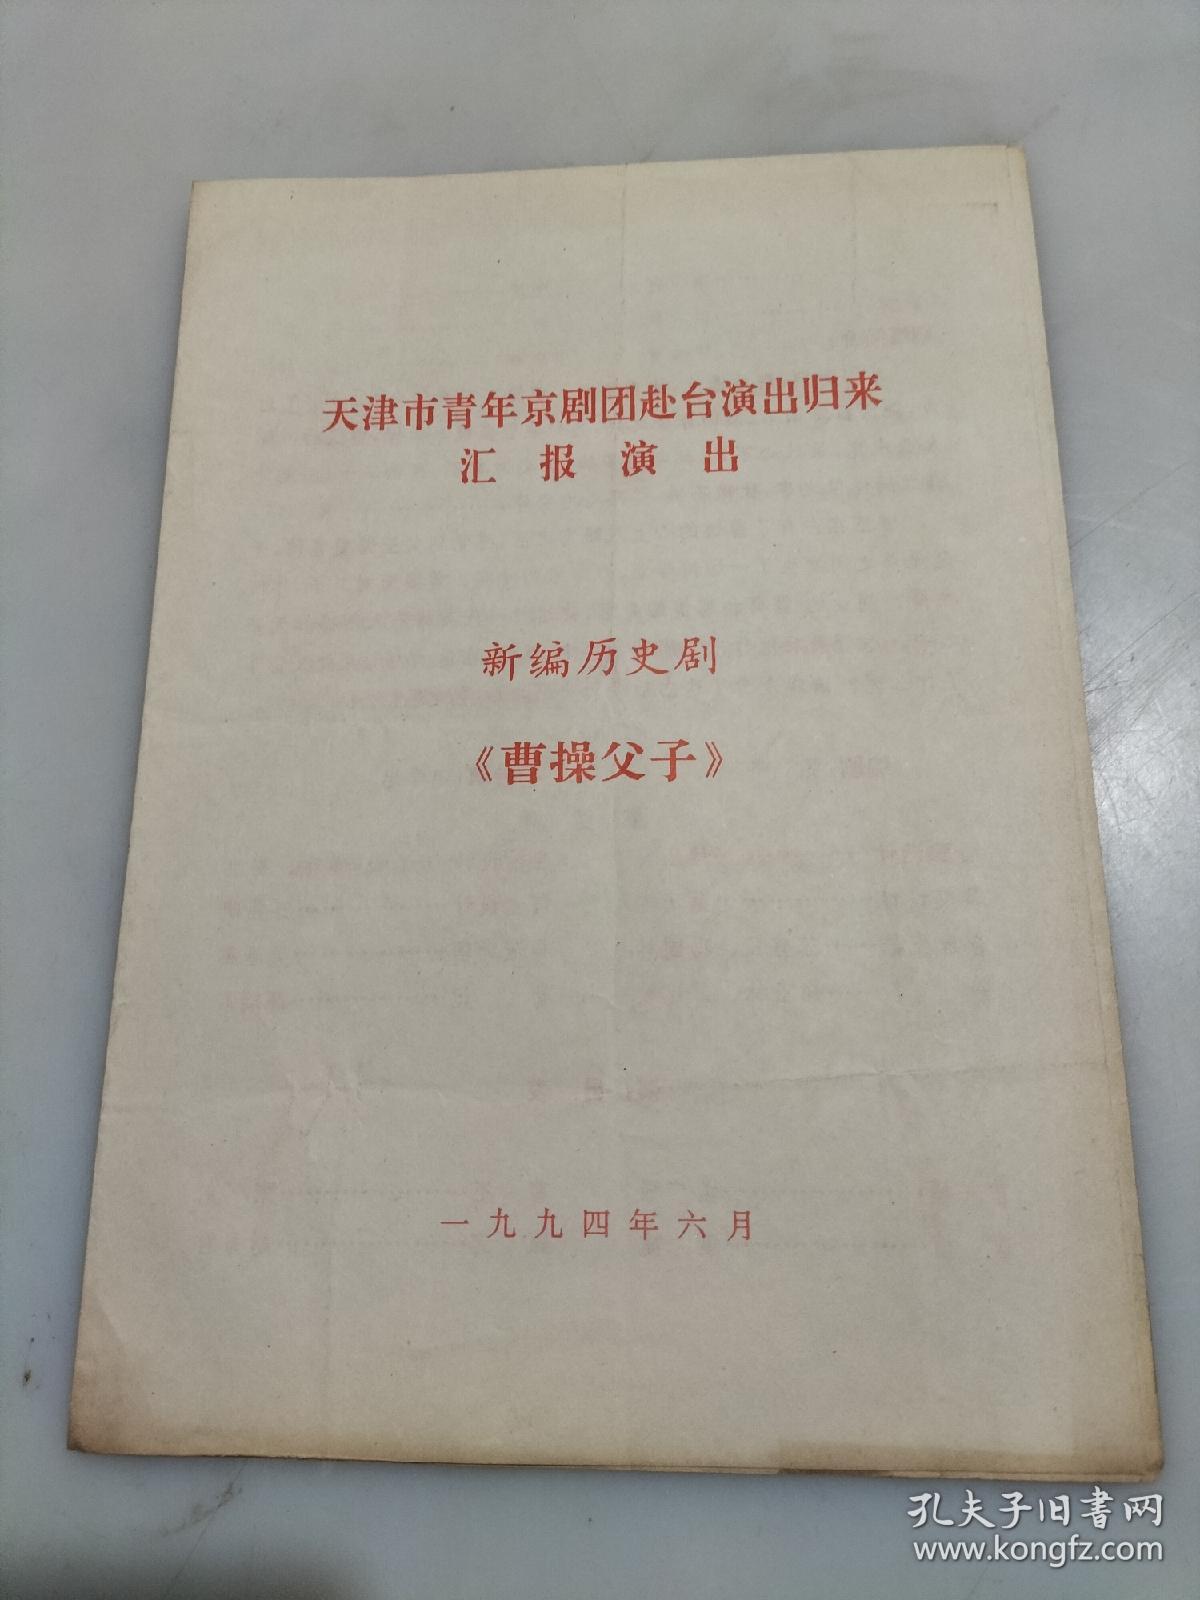 天津市青年京剧团赴台演出归来
汇报演出
新编历史剧
《曹操父子》
一九九四年六月
孔夫子旧书网
www.kongfz.com